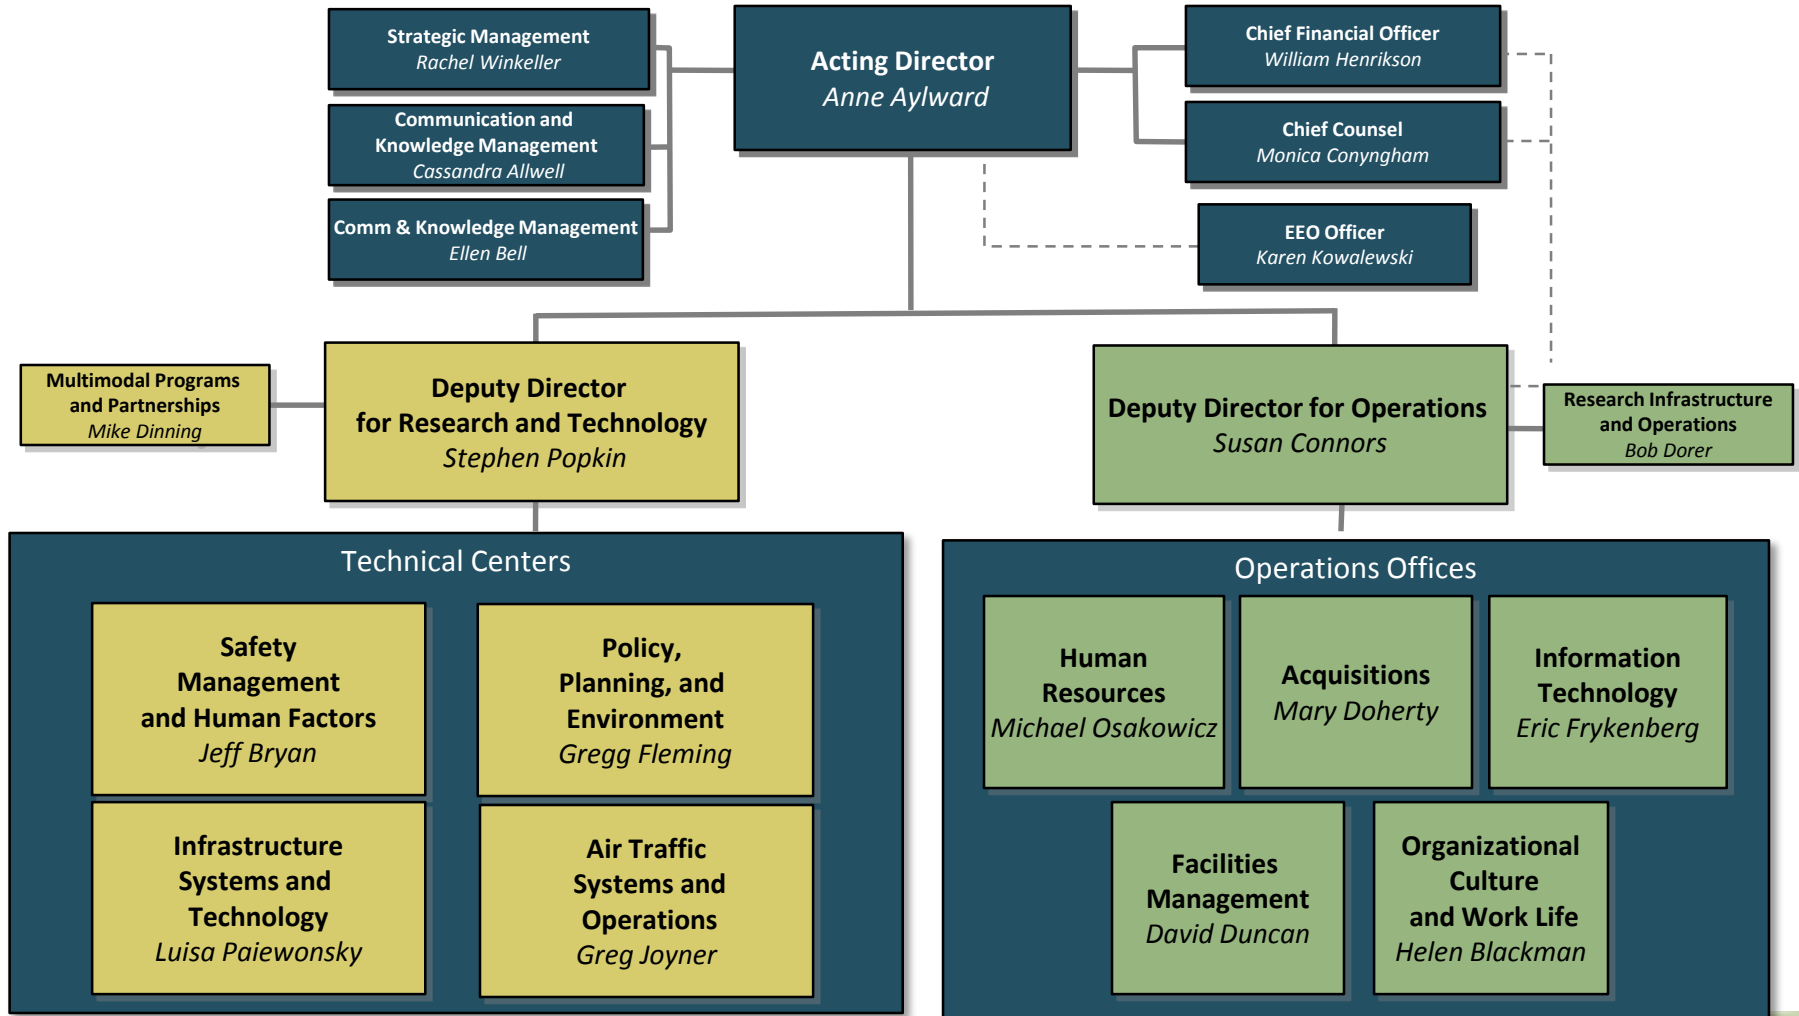 Strategic Management
Rachel Winkeller
Communication and
Knowledge Management
Cassandra Allwell
Comm & Knowledge Management
Ellen Bell
Acting Director
Anne Aylward
Chief Financial Officer
William Henrikson
Chief Counsel
Monica Conyngham
EEO Officer
Karen Kowalewski
Multimodal Programs
and Partnerships
Mike Dinning
Deputy Director
for Research and Technology
Stephen Popkin
Deputy Director for Operations
Susan Connors
Research Infrastructure
and Operations
Bob Dorer
Technical Centers
Safety
Management
and Human Factors
Jeff Bryan
Policy,
Planning, and
Environment
Gregg Fleming
Infrastructure
Systems and
Technology
Luisa Paiewonsky
Air Traffic
Systems and
Operations
Greg Joyner
Operations Offices
Human
Resources
Michael Osakowicz
Acquisitions
Mary Doherty
Information
Technology
Eric Frykenberg
Facilities
Management
David Duncan
Organizational
Culture
and Work Life
Helen Blackman